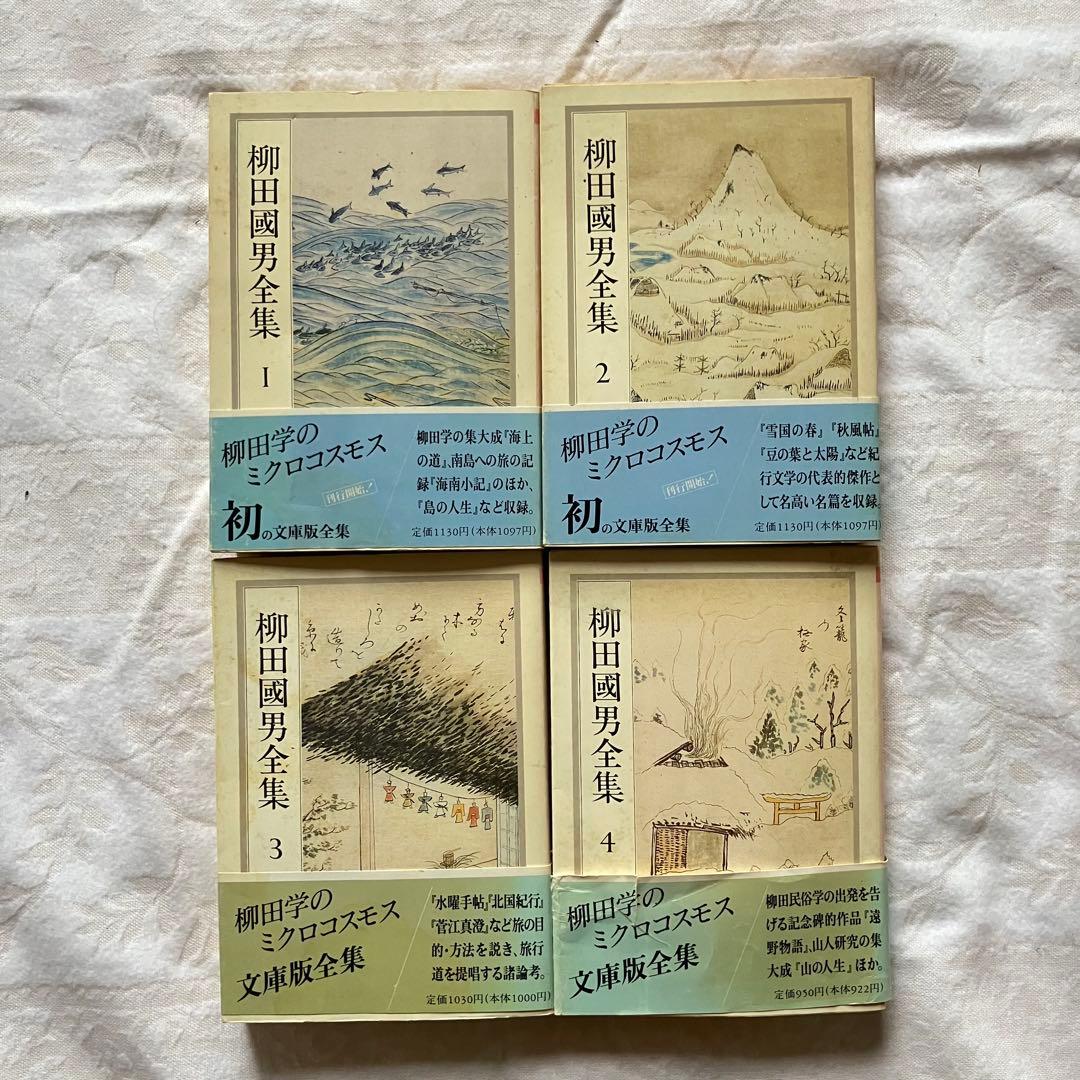 柳田國男全集
1
柳田学の
ミクロコスモス
刊行開始!
初の文庫版全集
柳田学の集大成『海上
の道』、南島への旅の記
録『海南小記』のほか、
『島の人生』など収録。
定価1130円(本体1097円)
柳田國男全集
2
柳田学の
ミクロコスモス
刊行開始!
初の文庫版全集
『雪国の春』『秋風帖』
『豆の葉と太陽』など紀
行文学の代表的傑作と
して名高い名篇を収録。
定価1130円(本体1097円)
柳田國男全集
3
柳田学の
ミクロコスモス
文庫版全集
『水曜手帖』『北国紀行』
『菅江真澄』など旅の目
的・方法を説き、旅行
道を提唱する諸論考。
定価1030円(本体1000円)
柳田國男全集
4
冬籠
柳田学の
ミクロコスモス
文庫版全集
柳田民俗学の出発を告
げる記念碑的作品『遠
野物語』、山人研究の集
大成『山の人生』ほか。
定価950円(本体922円)